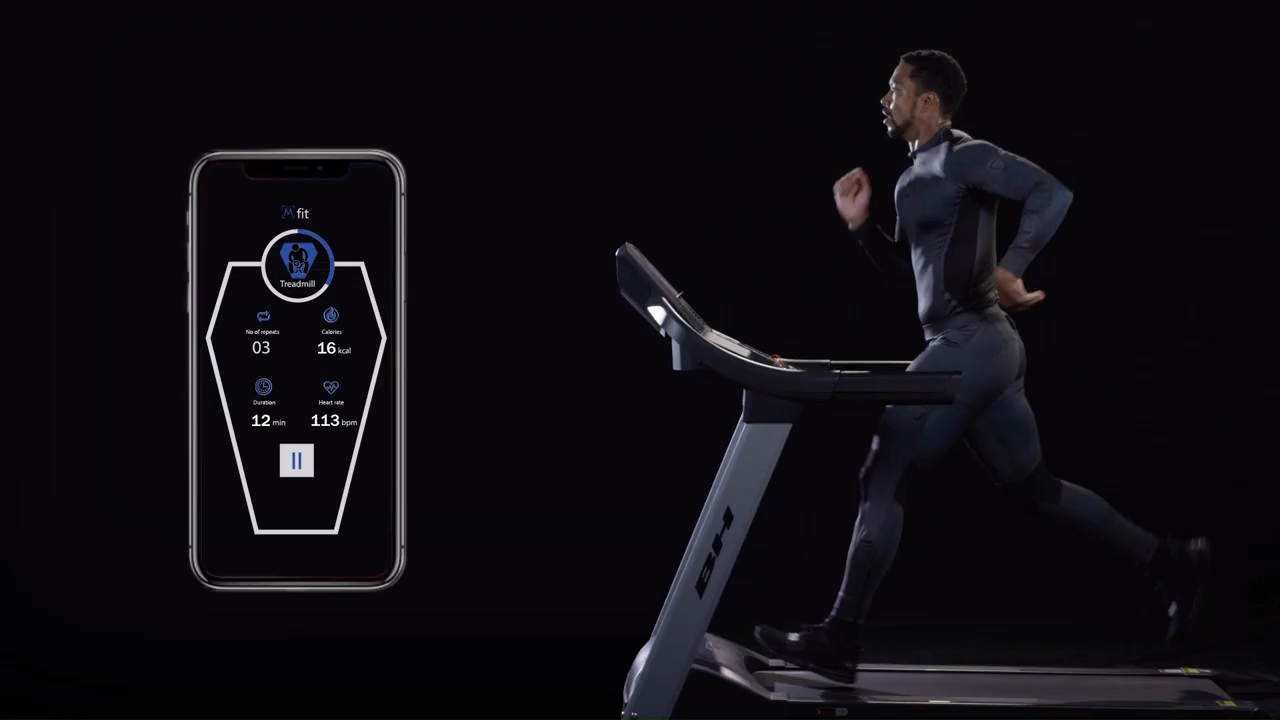 M fit
Treadmill
No of repeats
03
Calories
16 kcal
Duration
12 min
Heart rate
113 bpm
BH